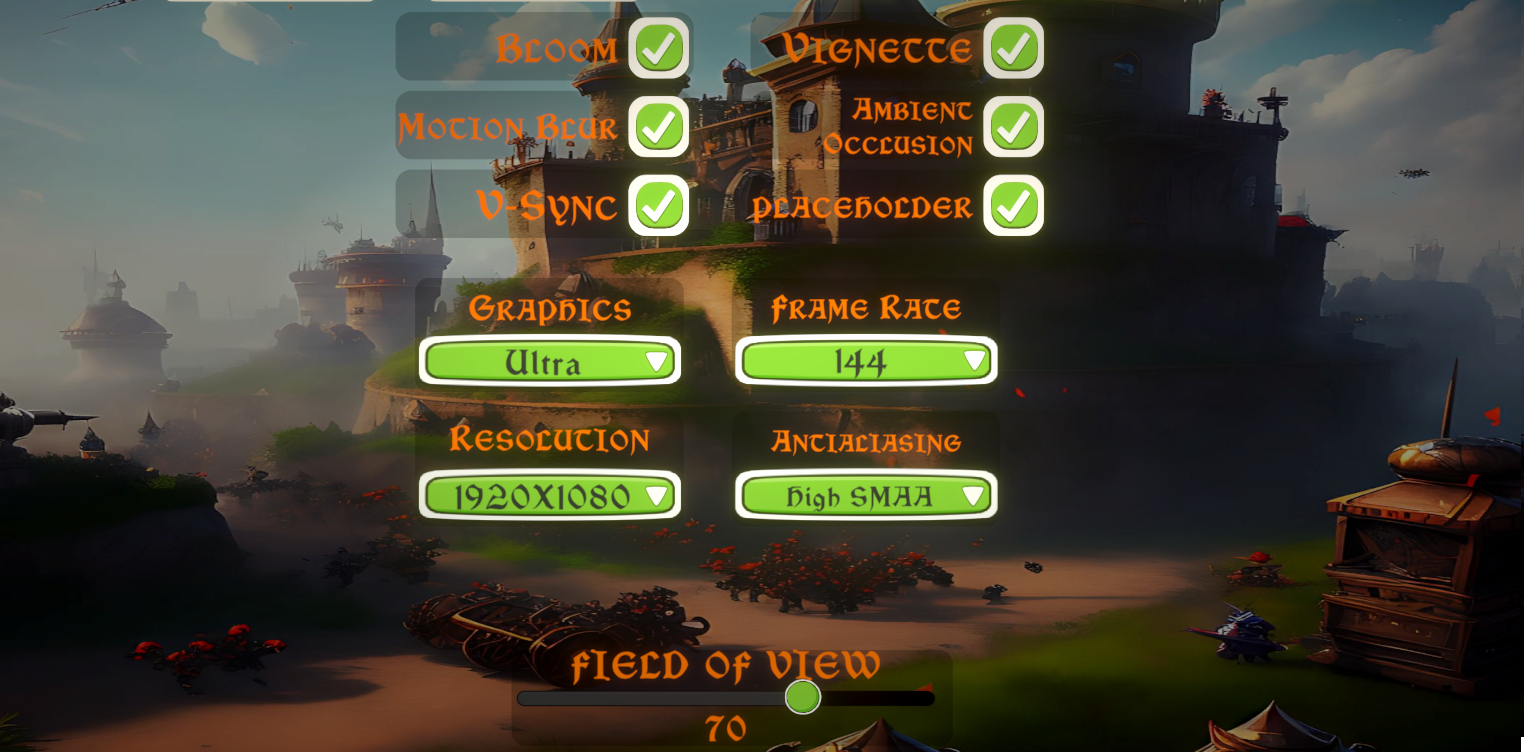 Bloom
Vignette
Motion Blur
Ambient
Occlusion
V-Sync
placeholder
Graphics
Frame Rate
Ultra
144
Resolution
Antialiasing
1920X1080
High SMAA
field of view
70